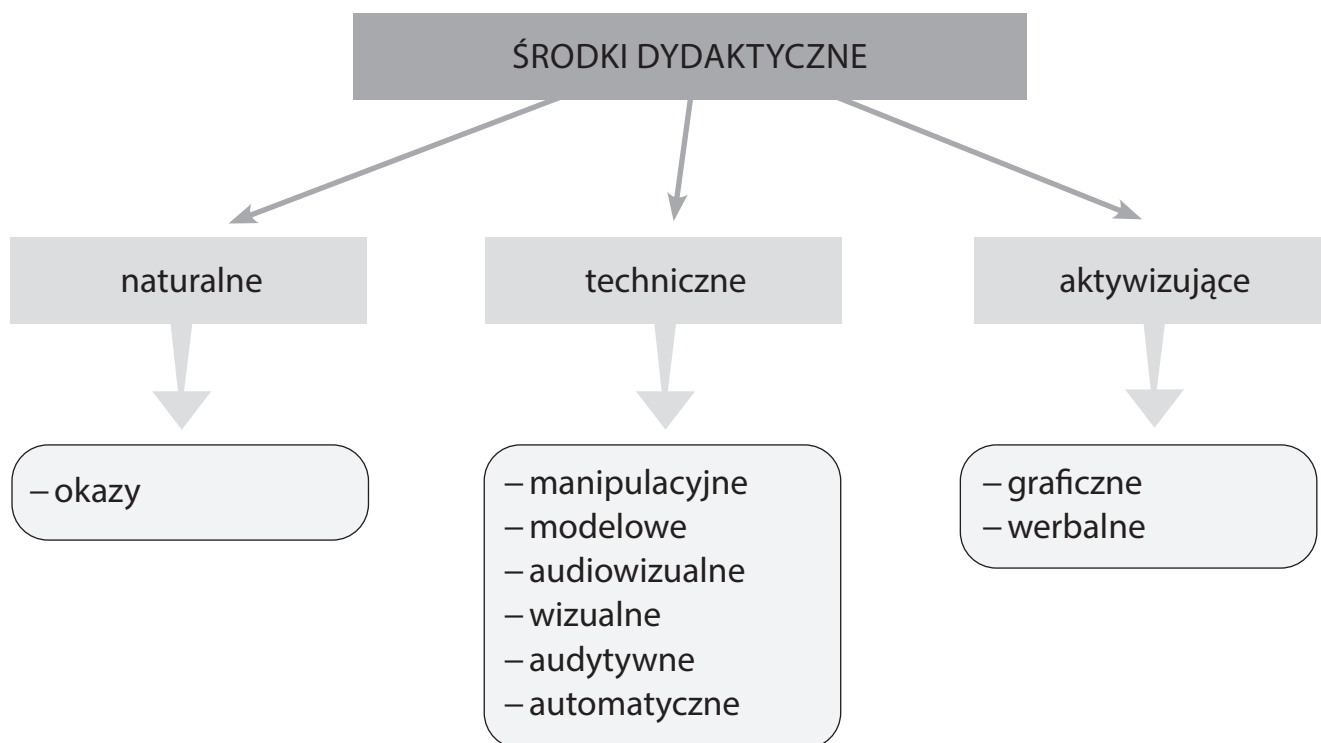 ŚRODKI DYDAKTYCZNE
naturalne
techniczne
aktywizujące
– okazy
– manipulacyjne
– modelowe
– audiowizualne
– wizualne
– audytywne
– automatyczne
– graficzne
– werbalne